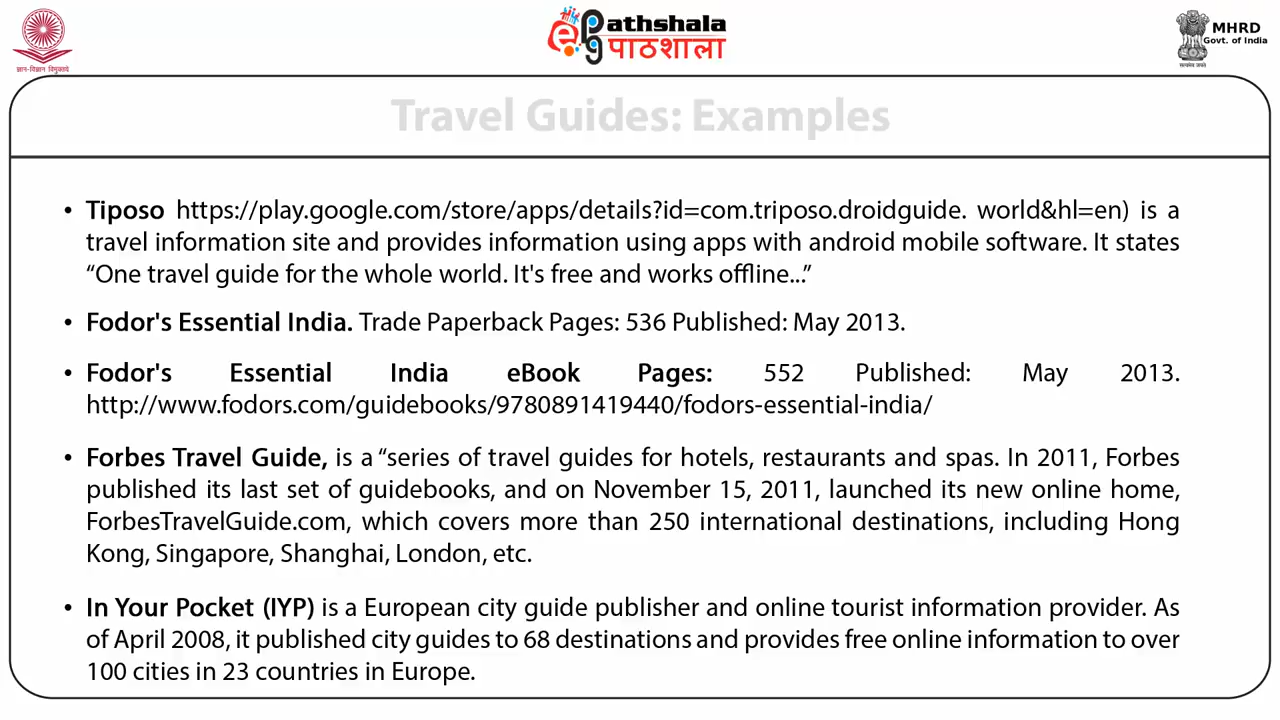 ज्ञान-विज्ञान विमुक्तये
ePathshala
पाठशाला
MHRD
Govt. of India
सत्यमेव जयते
Travel Guides: Examples
• Tiposo https://play.google.com/store/apps/details?id=com.triposo.droidguide. world&hl=en) is a
travel information site and provides information using apps with android mobile software. It states
“One travel guide for the whole world. It's free and works offline...”
• Fodor's Essential India. Trade Paperback Pages: 536 Published: May 2013.
• Fodor's Essential India eBook Pages: 552 Published: May 2013.
http://www.fodors.com/guidebooks/9780891419440/fodors-essential-india/
• Forbes Travel Guide, is a “series of travel guides for hotels, restaurants and spas. In 2011, Forbes
published its last set of guidebooks, and on November 15, 2011, launched its new online home,
ForbesTravelGuide.com, which covers more than 250 international destinations, including Hong
Kong, Singapore, Shanghai, London, etc.
• In Your Pocket (IYP) is a European city guide publisher and online tourist information provider. As
of April 2008, it published city guides to 68 destinations and provides free online information to over
100 cities in 23 countries in Europe.